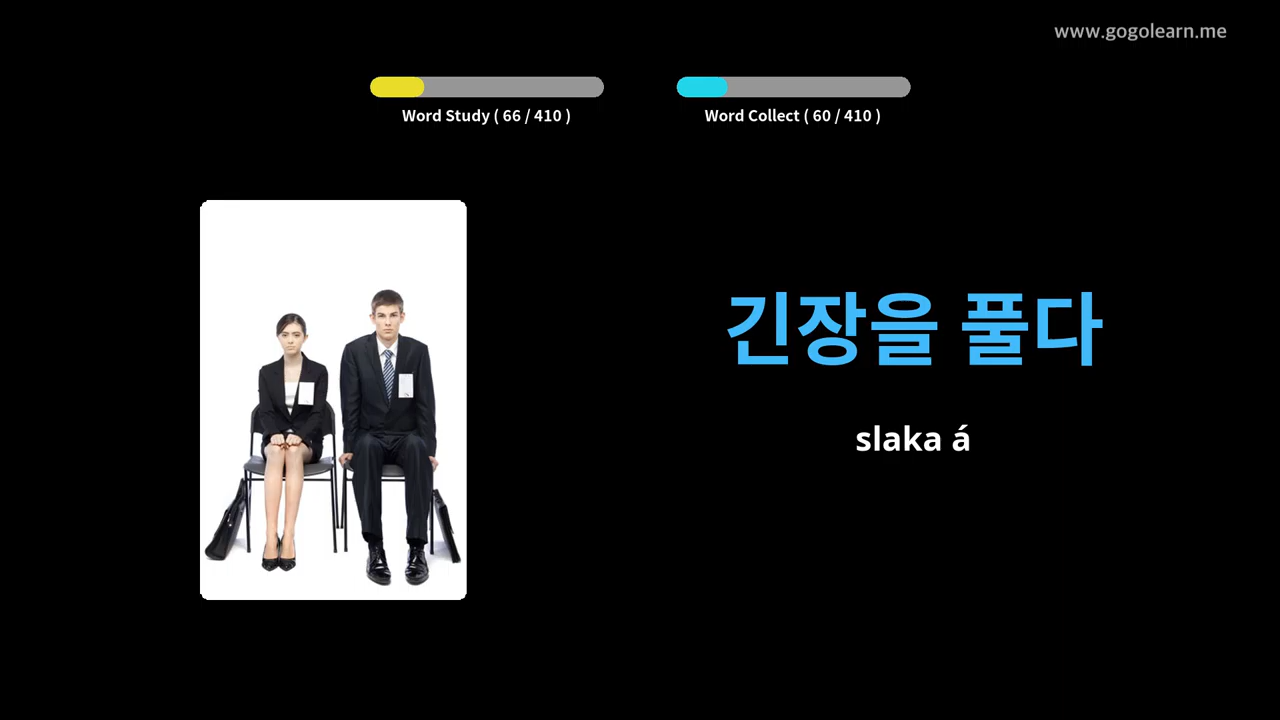 www.gogolearn.me
Word Study ( 66 / 410 )
Word Collect ( 60 / 410 )
긴장을 풀다
slaka á